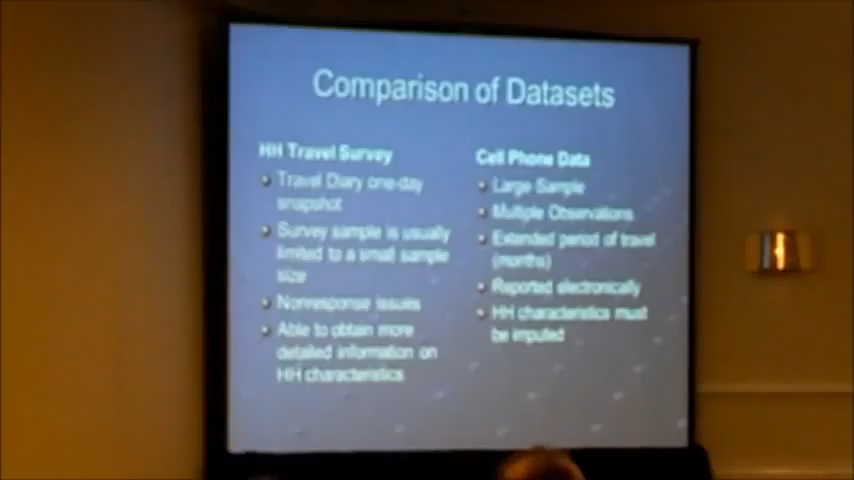 Comparison of Datasets
HH Travel Survey
Travel Diary one-day
snapshot
Survey sample is usually
limited to a small sample
size
Nonresponse issues
Able to obtain more
detailed information on
HH characteristics
Cell Phone Data
Large Sample
Multiple Observations
Extended period of travel
(months)
Reported electronically
HH characteristics must
be imputed